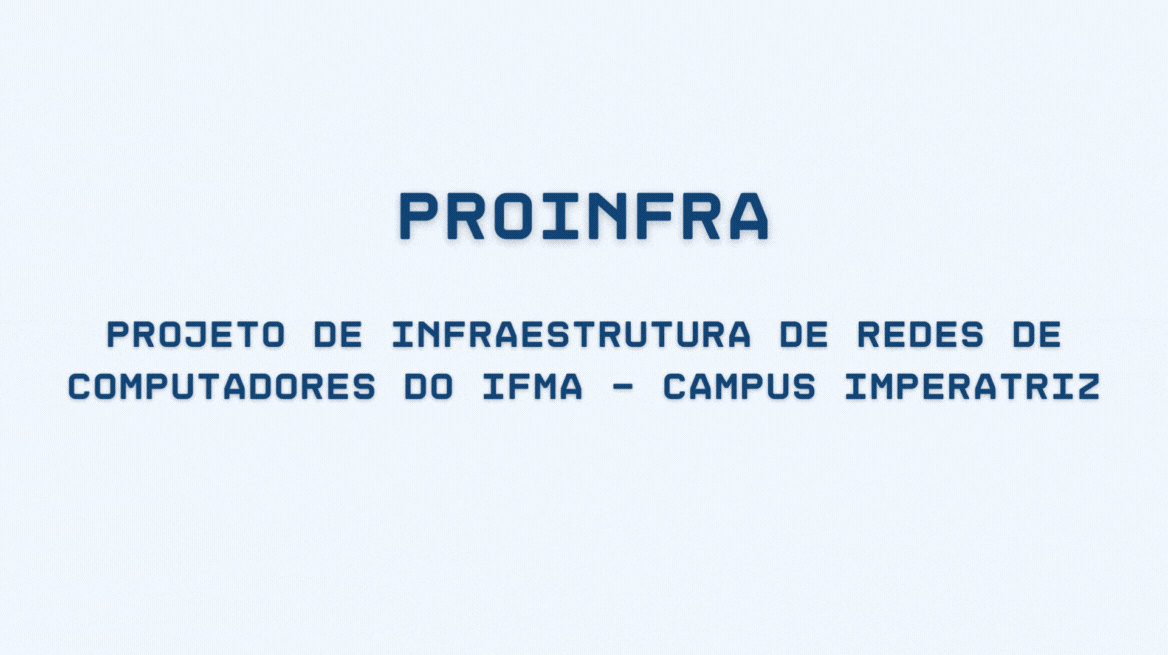 PROINFRA
PROJETO DE INFRAESTRUTURA DE REDES DE
COMPUTADORES DO IFMA – CAMPUS IMPERATRIZ